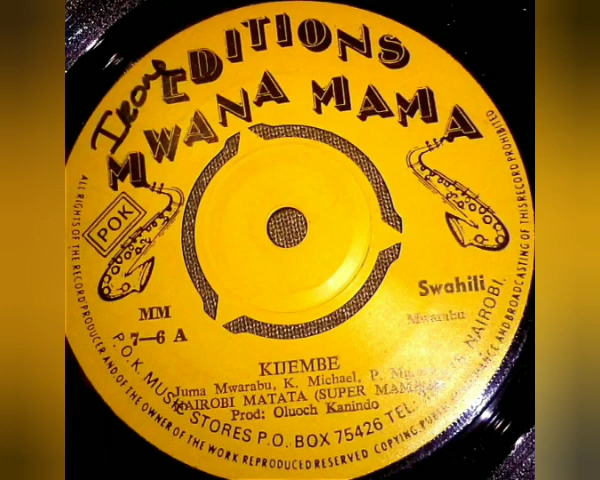 EDITIONS
MWANA MAMA
POK
MM
7-6 A
Swahili
Mwarabu
KIJEMBE
Juma Mwarabu, K. Michael, P.
NAIROBI MATATA (SUPER
Prod: Oluoch Kanindo
P.O.K. MUSIC STORES P.O. BOX 75426 TEL. NAIROBI.
ALL RIGHTS OF THE RECORD PRODUCER AND OF THE OWNER OF THE WORK REPRODUCED RESERVED COPYING, AND BROADCASTING OF THIS RECORD PROHIBITED